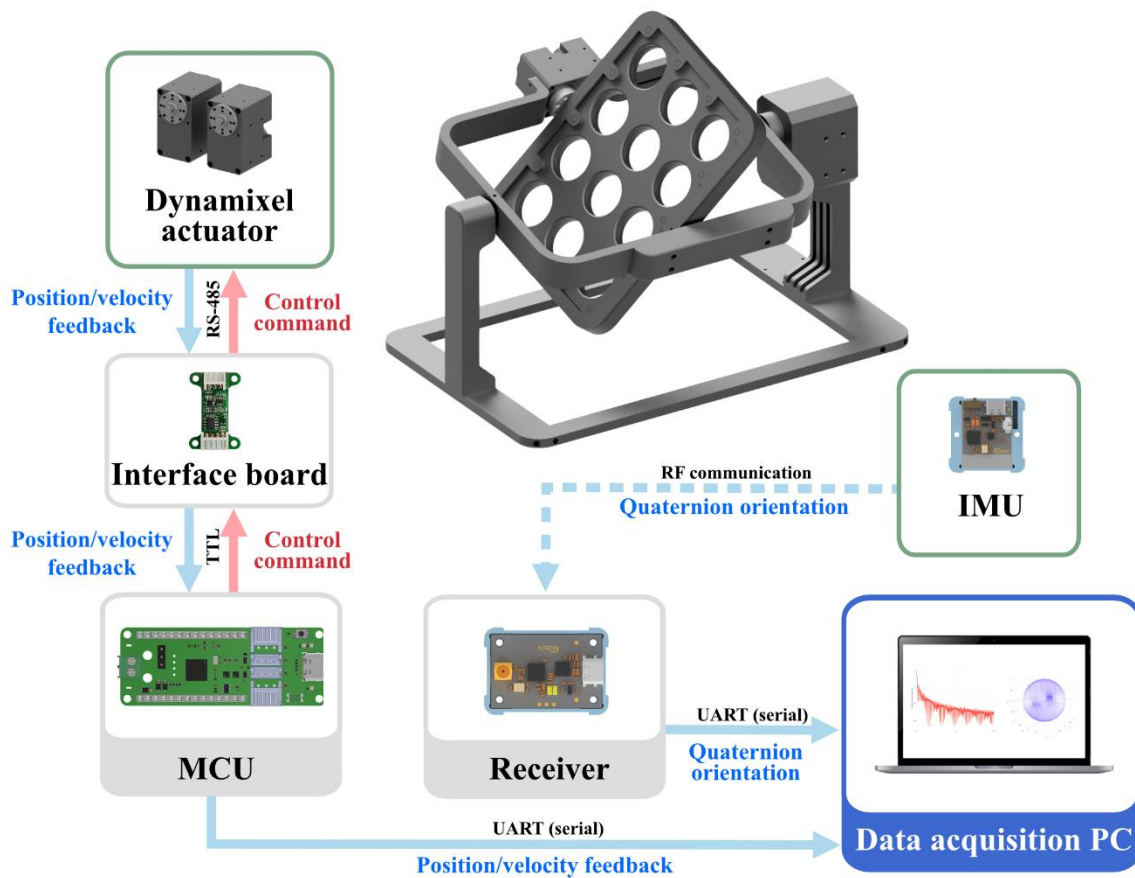 Dynamixel
actuator
Position/velocity
feedback
RS-485
Control
command
Interface board
Position/velocity
feedback
TTL
Control
command
MCU
RF communication
Quaternion orientation
IMU
Receiver
UART (serial)
Quaternion
orientation
UART (serial)
Position/velocity feedback
Data acquisition PC